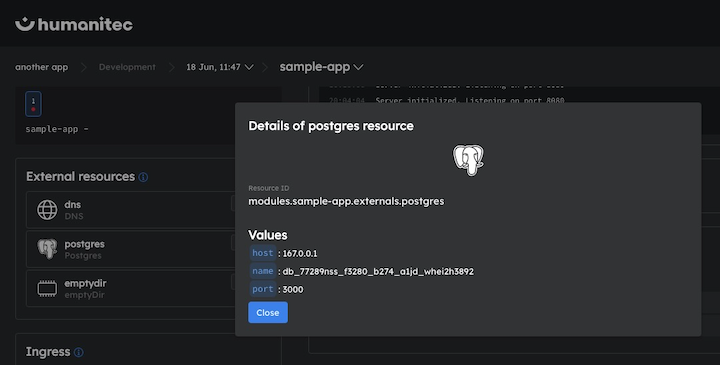 humanitec
another app
Development
18 Jun, 11:47
sample-app
1
sample-app -
Server initialized. Listening on port 8080
20:04:04 Server initialized. Listening on port 8080
Details of postgres resource
Resource ID
modules.sample-app.externals.postgres
Values
host : 167.0.0.1
name : db_77289nss_f3280_b274_a1jd_whei2h3892
port : 3000
Close
External resources
dns
DNS
postgres
Postgres
emptydir
emptyDir
Ingress